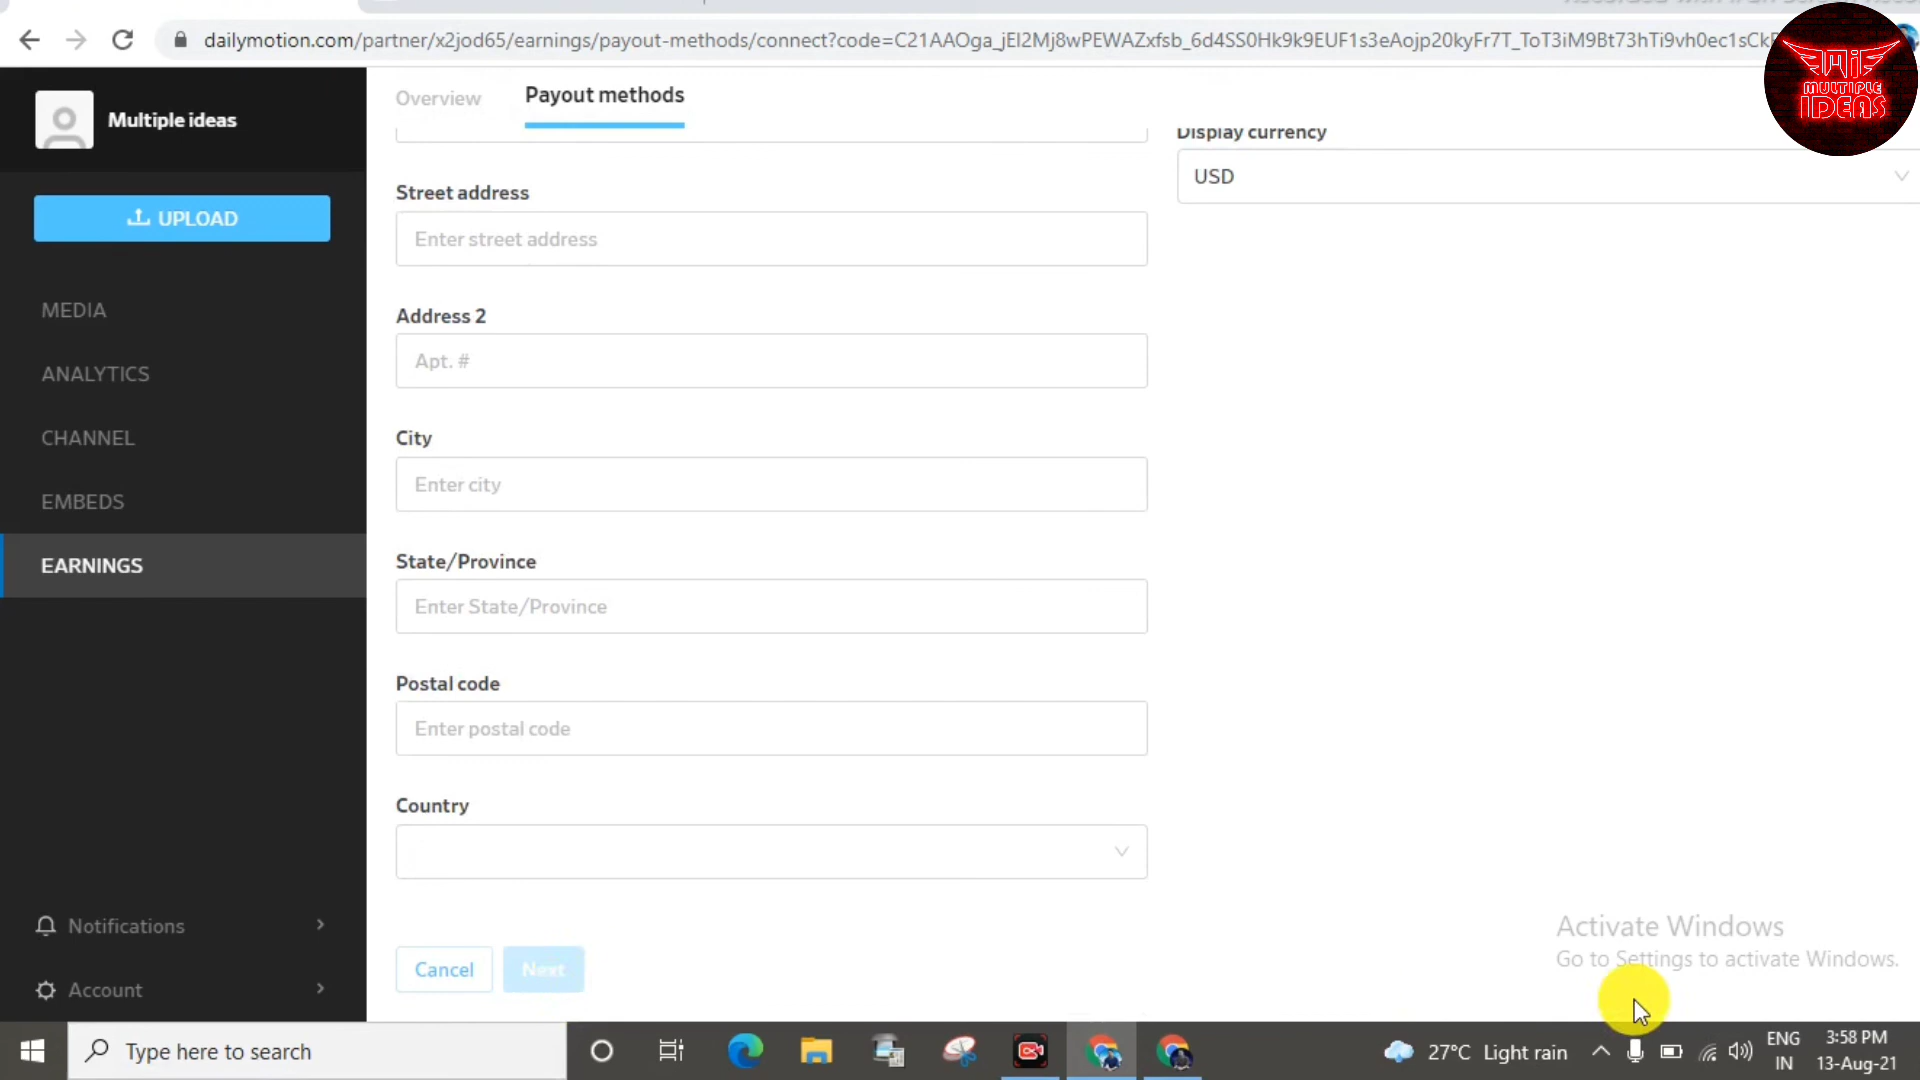 dailymotion.com/partner/x2jod65/earnings/payout-methods/connect?code=C21AAOga_jEI2Mj8wPEWAZxfsb_6d4SS0Hk9k9EUF1s3eAojp20kyFr7T_ToT3iM9Bt73hTi9vh0ec1sCkF
MULTIPLE
IDEAS
Multiple ideas
Overview
Payout methods
Display currency
USD
UPLOAD
Street address
Enter street address
MEDIA
Address 2
Apt. #
ANALYTICS
CHANNEL
City
Enter city
EMBEDS
EARNINGS
State/Province
Enter State/Province
Postal code
Enter postal code
Country
Notifications
Account
Cancel
Next
Activate Windows
Go to Settings to activate Windows.
Type here to search
27°C Light rain
ENG
IN
3:58 PM
13-Aug-21